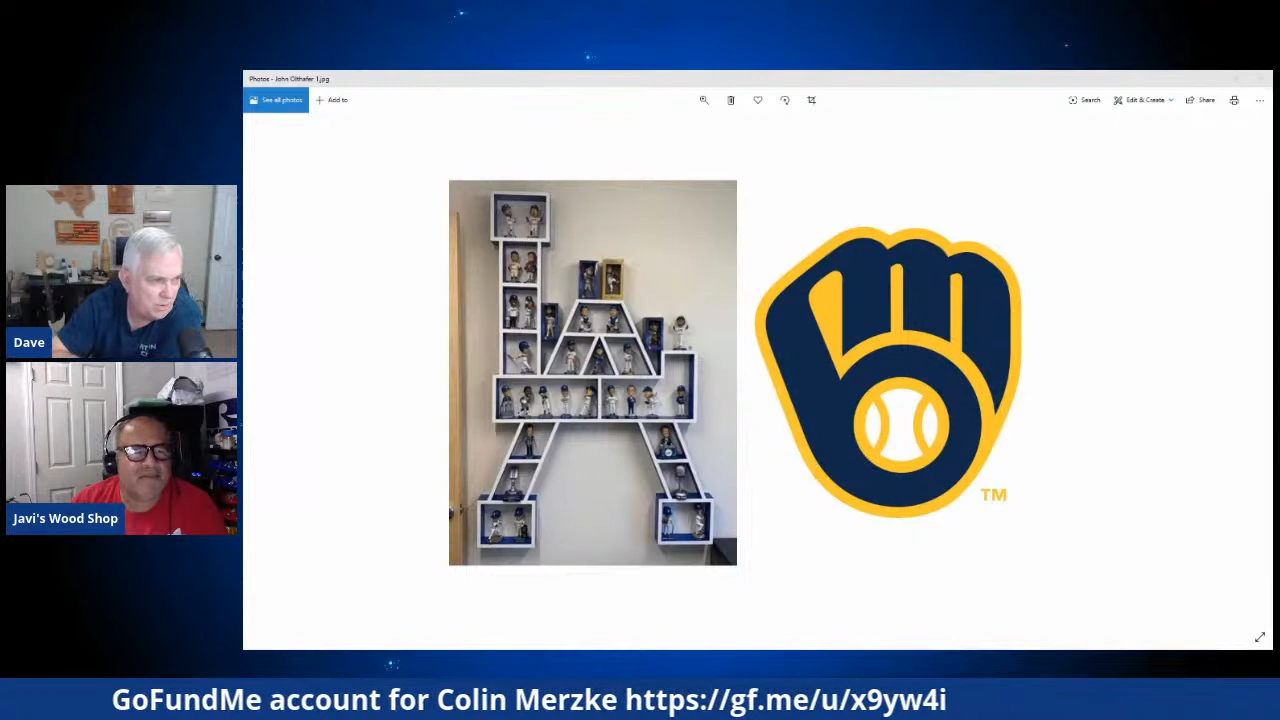 Photos - John Olthafer 1.jpg
See all photos
Add to
Search
Edit & Create
Share
Dave
Javi's Wood Shop
TM
GoFundMe account for Colin Merzke https://gf.me/u/x9yw4i